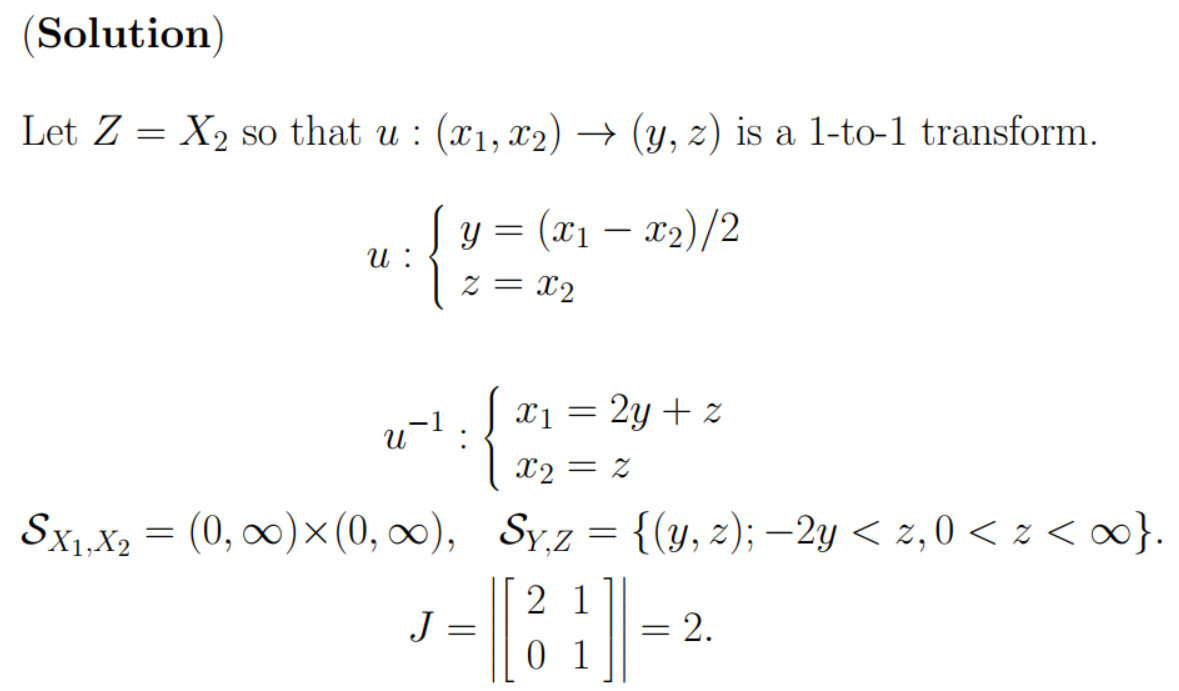 (Solution)
Let Z = X₂ so that u : (x₁, x₂) → (y, z) is a 1-to-1 transform.
u : { y = (x₁ − x₂)/2
z = x₂
u⁻¹ : { x₁ = 2y + z
x₂ = z
𝒮_{X₁,X₂} = (0, ∞)×(0, ∞), 𝒮_{Y,Z} = {(y, z); −2y < z, 0 < z < ∞}.
J = |[ 2 1
0 1 ]| = 2.